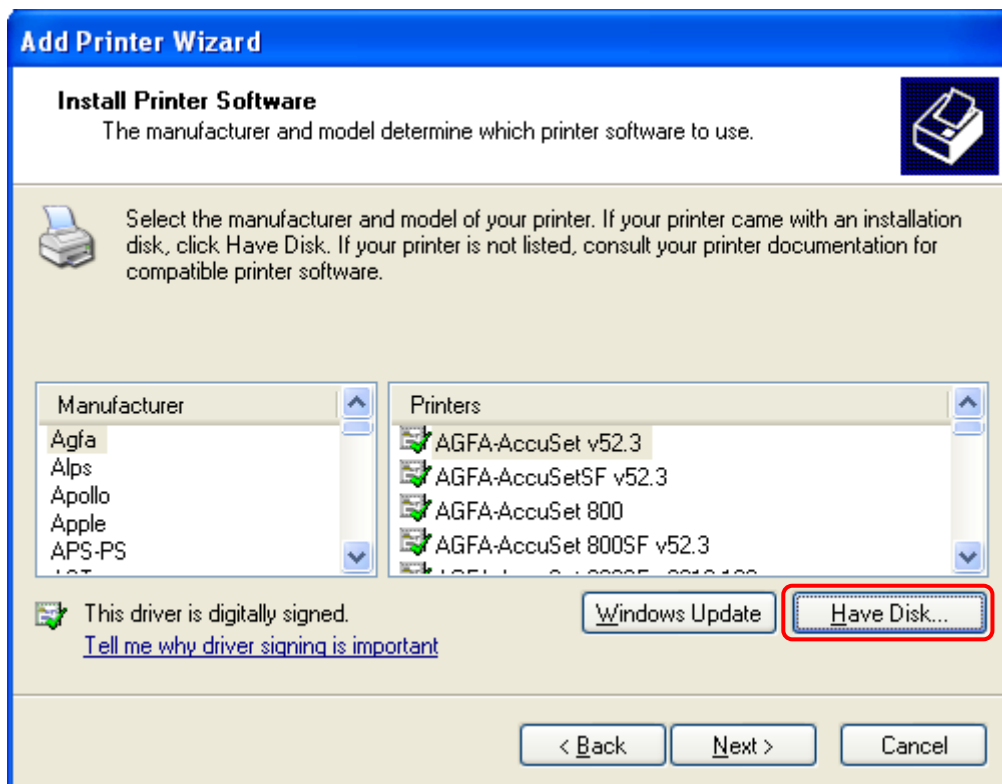 Add Printer Wizard
Install Printer Software
The manufacturer and model determine which printer software to use.
Select the manufacturer and model of your printer. If your printer came with an installation
disk, click Have Disk. If your printer is not listed, consult your printer documentation for
compatible printer software.
Manufacturer
Agfa
Alps
Apollo
Apple
APS-PS
Printers
AGFA-AccuSet v52.3
AGFA-AccuSetSF v52.3
AGFA-AccuSet 800
AGFA-AccuSet 800SF v52.3
This driver is digitally signed.
Tell me why driver signing is important
Windows Update
Have Disk...
< Back
Next >
Cancel